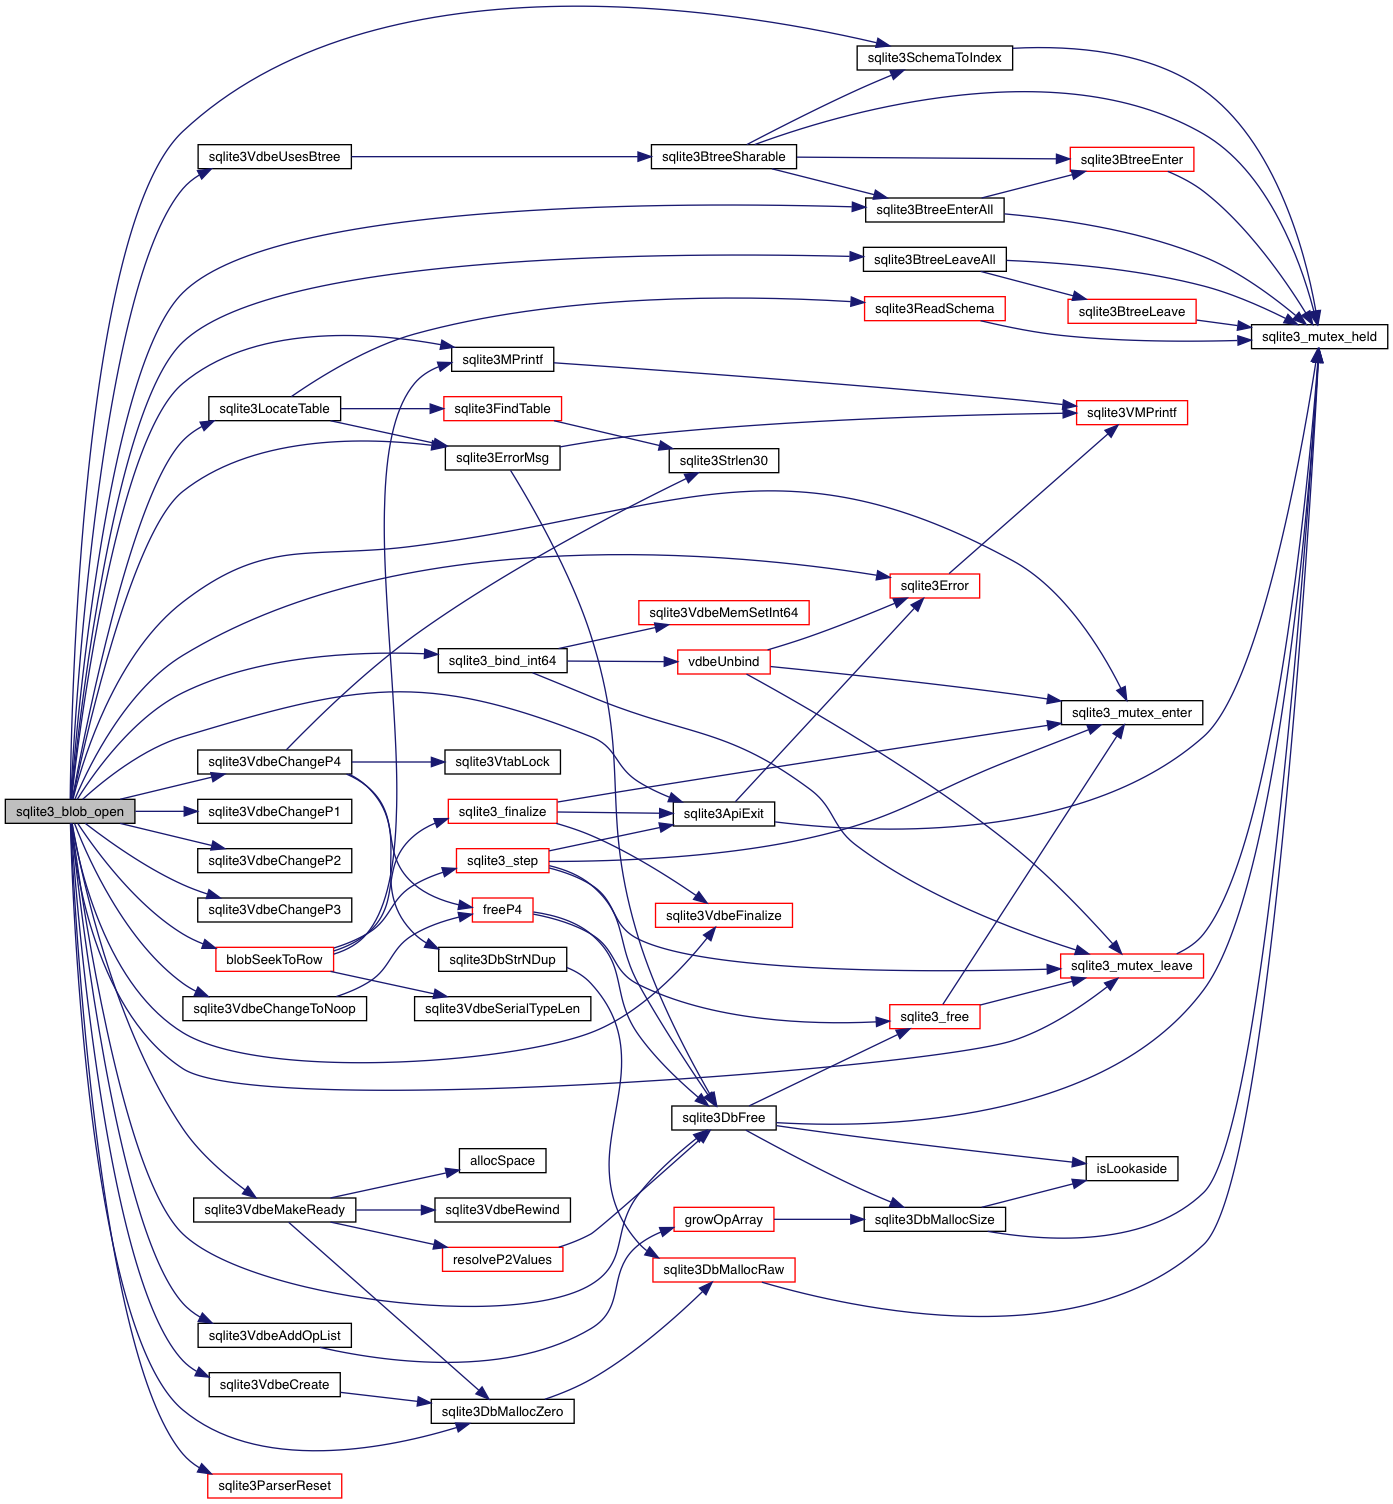 sqlite3SchemaToIndex
sqlite3VdbeUsesBtree
sqlite3BtreeSharable
sqlite3BtreeEnter
sqlite3BtreeEnterAll
sqlite3BtreeLeaveAll
sqlite3ReadSchema
sqlite3BtreeLeave
sqlite3_mutex_held
sqlite3MPrintf
sqlite3LocateTable
sqlite3FindTable
sqlite3VMPrintf
sqlite3ErrorMsg
sqlite3Strlen30
sqlite3Error
sqlite3VdbeMemSetInt64
sqlite3_bind_int64
vdbeUnbind
sqlite3_mutex_enter
sqlite3VdbeChangeP4
sqlite3VtabLock
sqlite3_blob_open
sqlite3VdbeChangeP1
sqlite3_finalize
sqlite3ApiExit
sqlite3VdbeChangeP2
sqlite3_step
sqlite3VdbeChangeP3
freeP4
sqlite3VdbeFinalize
blobSeekToRow
sqlite3DbStrNDup
sqlite3_mutex_leave
sqlite3VdbeChangeToNoop
sqlite3VdbeSerialTypeLen
sqlite3_free
sqlite3DbFree
allocSpace
isLookaside
sqlite3VdbeMakeReady
sqlite3VdbeRewind
growOpArray
sqlite3DbMallocSize
resolveP2Values
sqlite3DbMallocRaw
sqlite3VdbeAddOpList
sqlite3VdbeCreate
sqlite3DbMallocZero
sqlite3ParserReset